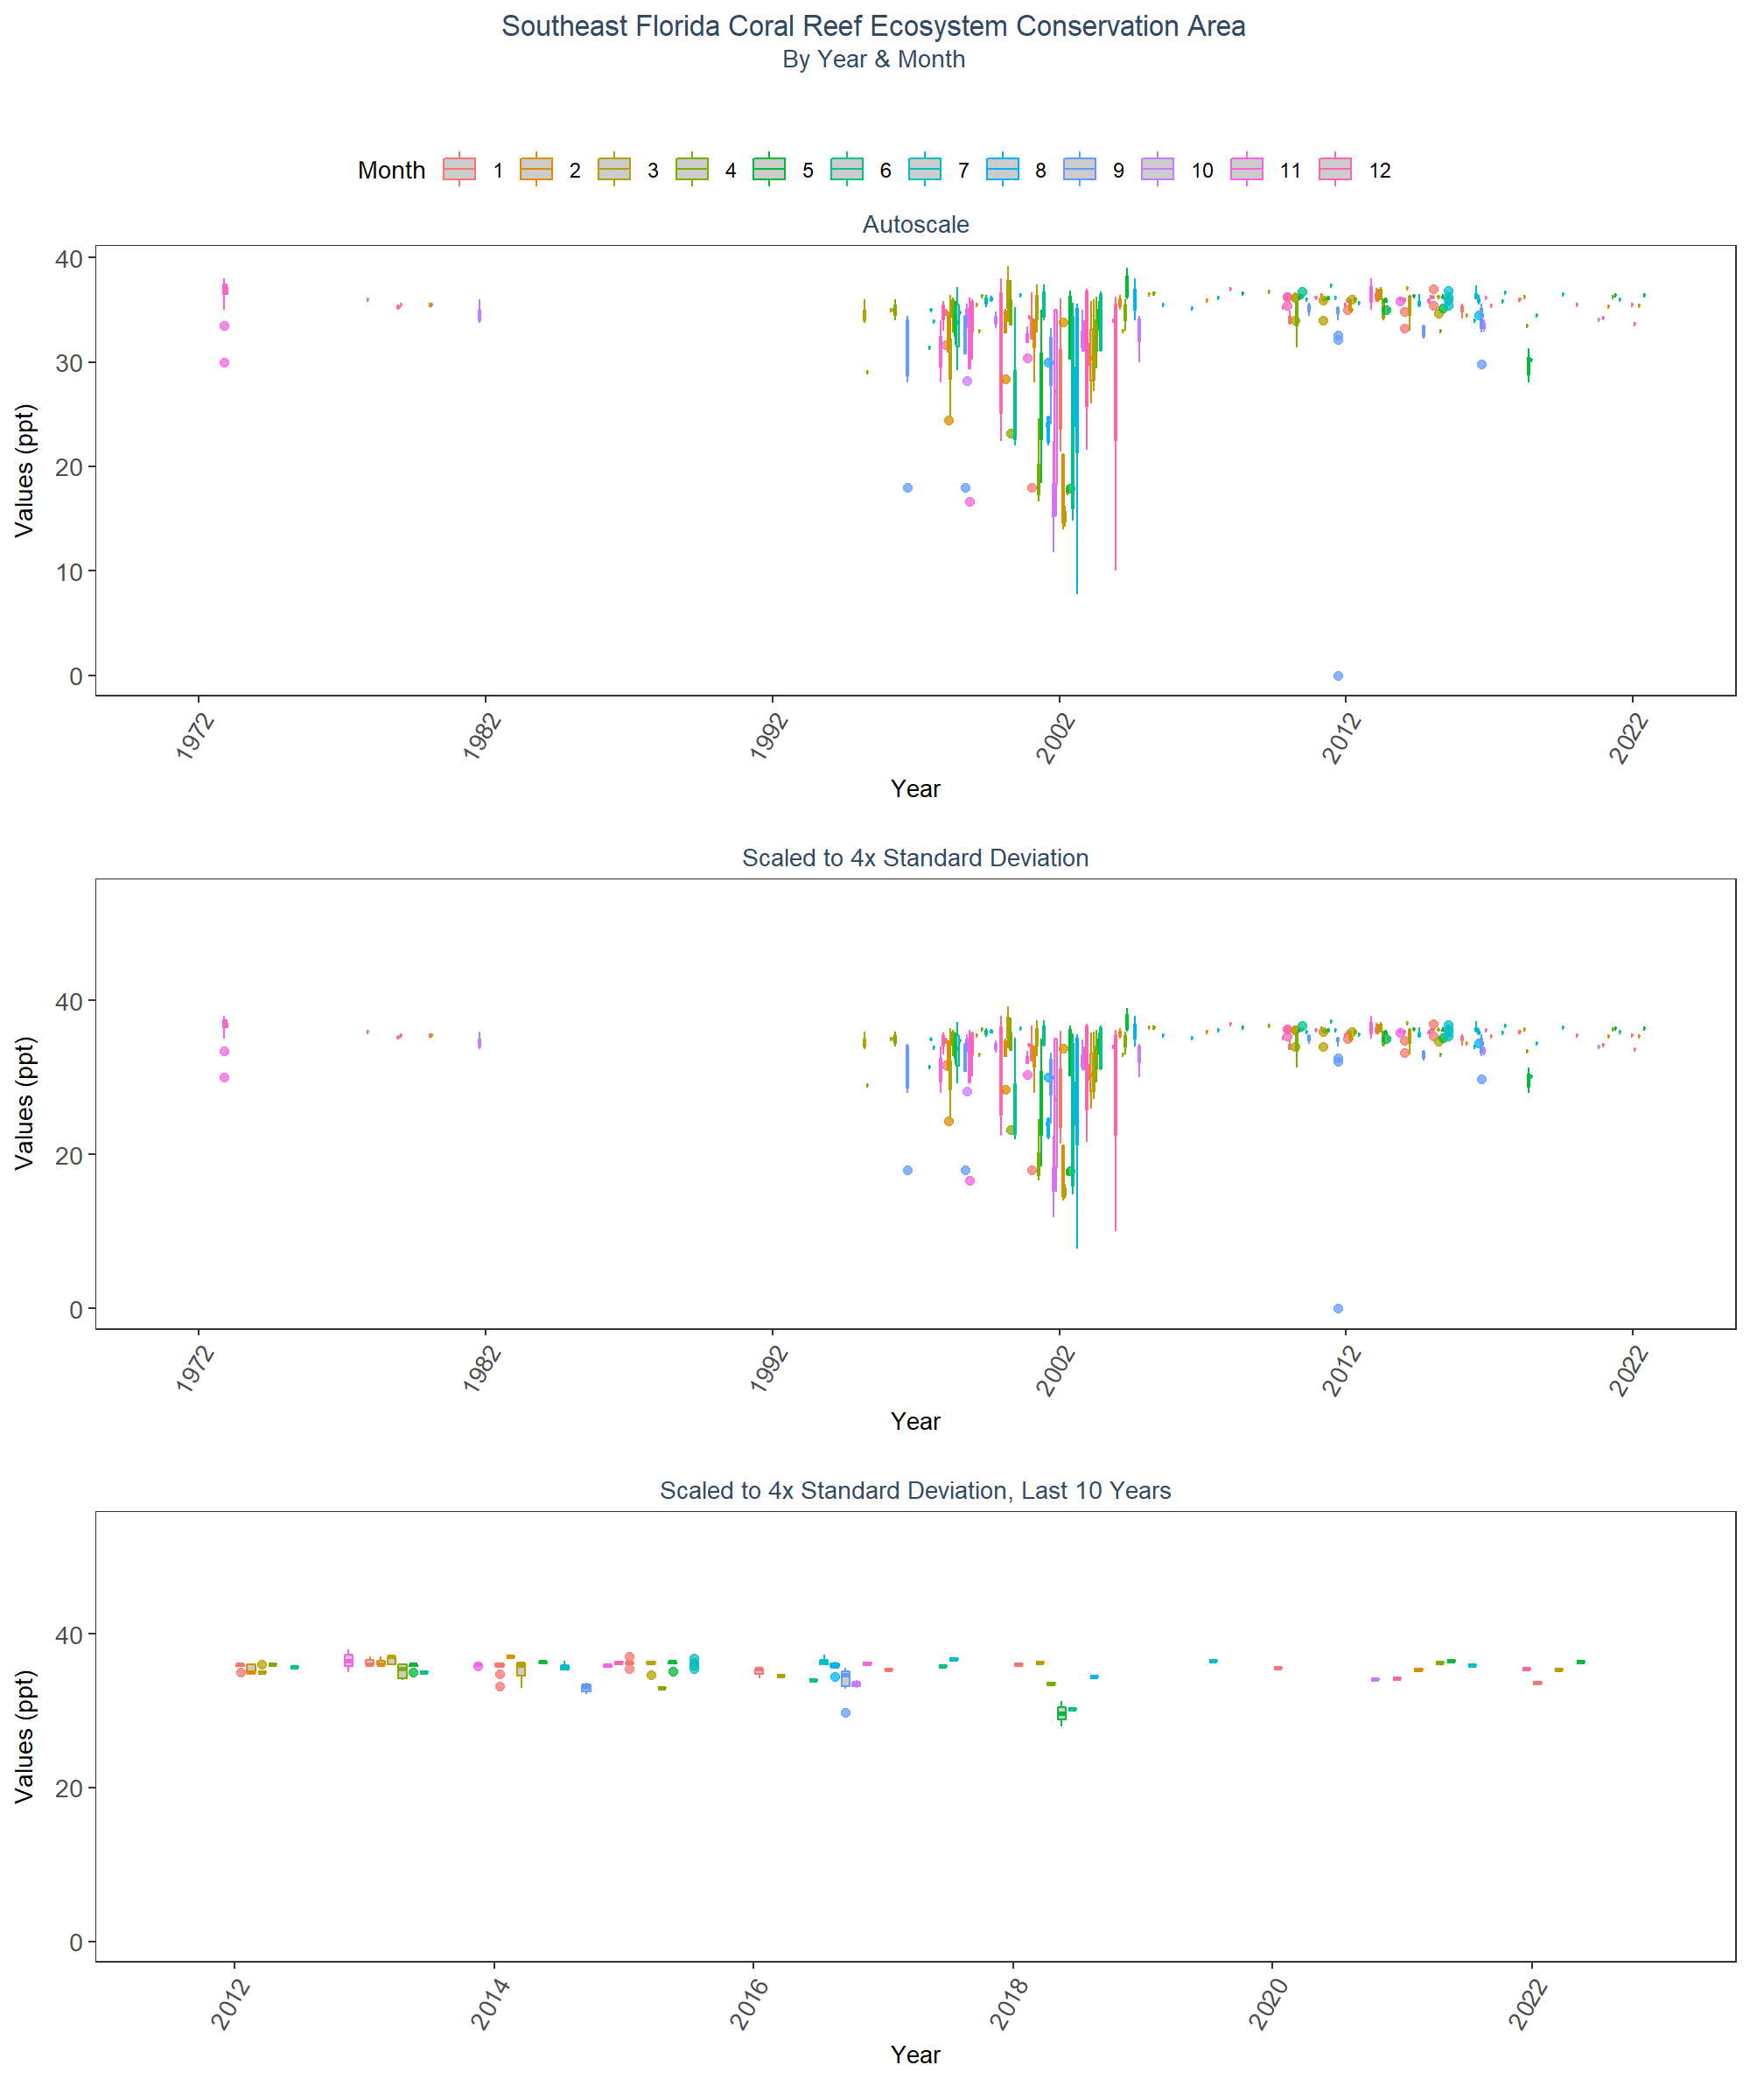 Southeast Florida Coral Reef Ecosystem Conservation Area
By Year & Month
Month 1 2 3 4 5 6 7 8 9 10 11 12
Autoscale
Values (ppt)
40
30
20
10
0
1972 1982 1992 2002 2012 2022
Year
Scaled to 4x Standard Deviation
Values (ppt)
40
20
0
1972 1982 1992 2002 2012 2022
Year
Scaled to 4x Standard Deviation, Last 10 Years
Values (ppt)
40
20
0
2012 2014 2016 2018 2020 2022
Year